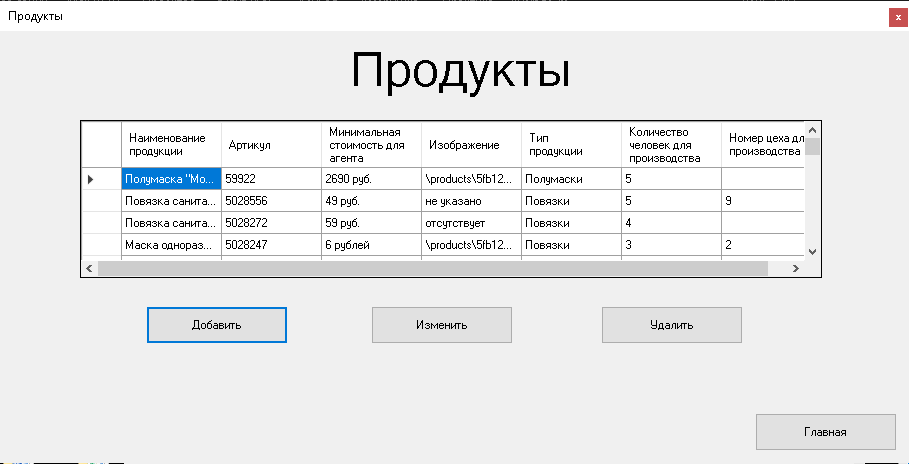 Продукты
x
Продукты
Наименование продукции Артикул Минимальная стоимость для агента Изображение Тип продукции Количество человек для производства Номер цеха дл производства
Полумаска "Мо... 59922 2690 руб. \products\5fb12... Полумаски 5
Повязка санита... 5028556 49 руб. не указано Повязки 5 9
Повязка санита... 5028272 59 руб. отсутствует Повязки 4
Маска однораз... 5028247 6 рублей \products\5fb12... Повязки 3 2
Добавить Изменить Удалить
Главная